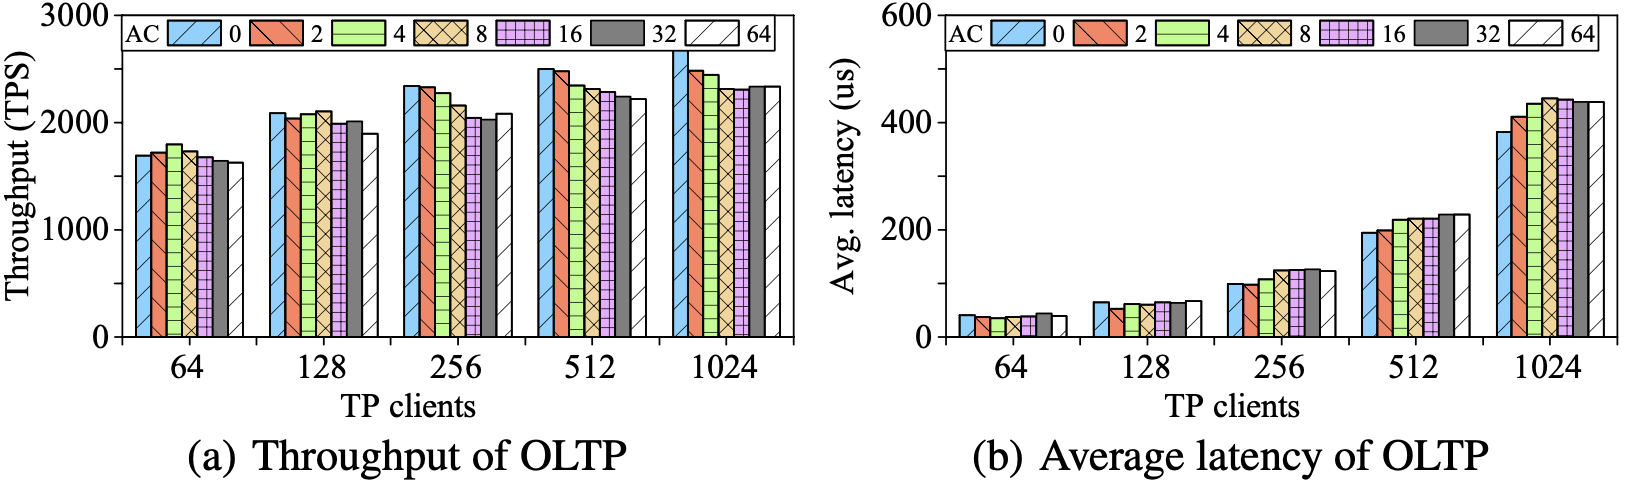 3000
AC 0 2 4 8 16 32 64
2000
1000
0
Throughput (TPS)
64 128 256 512 1024
TP clients
(a) Throughput of OLTP
600
AC 0 2 4 8 16 32 64
400
200
0
Avg. latency (us)
64 128 256 512 1024
TP clients
(b) Average latency of OLTP